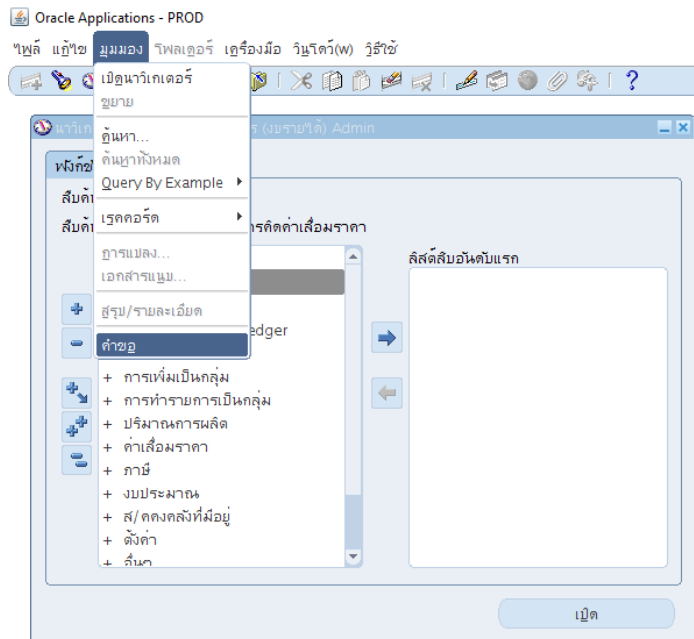 Oracle Applications - PROD
ไฟล์ แก้ไข มุมมอง โฟลเดอร์ เครื่องมือ วินโดว์(w) วิธีใช้
เปิดนาวิเกเตอร์
ขยาย
(งบรายได้) Admin
ค้นหา...
ค้นหาทั้งหมด
Query By Example
เรคคอร์ด
รคิดค่าเสื่อมราคา
ลิสต์สิบอันดับแรก
การแปลง...
เอกสารแนบ...
สรุป/รายละเอียด
edger
คำขอ
+ การเพิ่มเป็นกลุ่ม
+ การทำรายการเป็นกลุ่ม
+ ปริมาณการผลิต
+ ค่าเสื่อมราคา
+ ภาษี
+ งบประมาณ
+ ส/คคงคลังที่มีอยู่
+ ตั้งค่า
+ อื่นๆ
เปิด